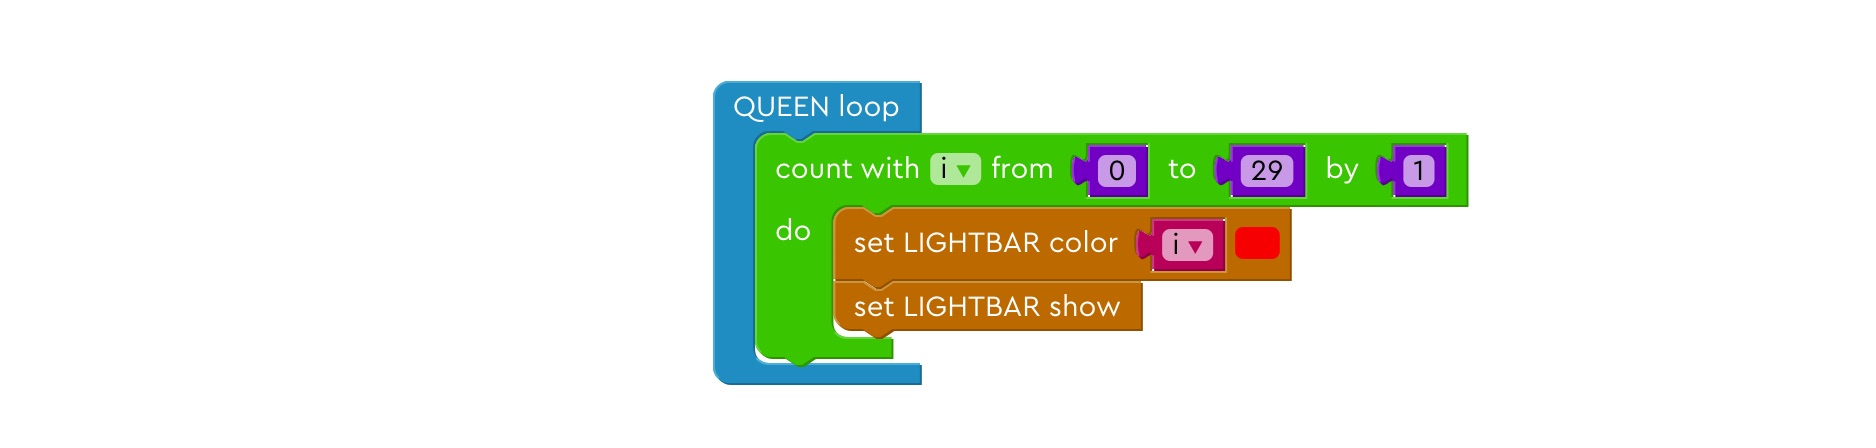 QUEEN loop
count with i ▼ from 0 to 29 by 1
do
set LIGHTBAR color i ▼
set LIGHTBAR show